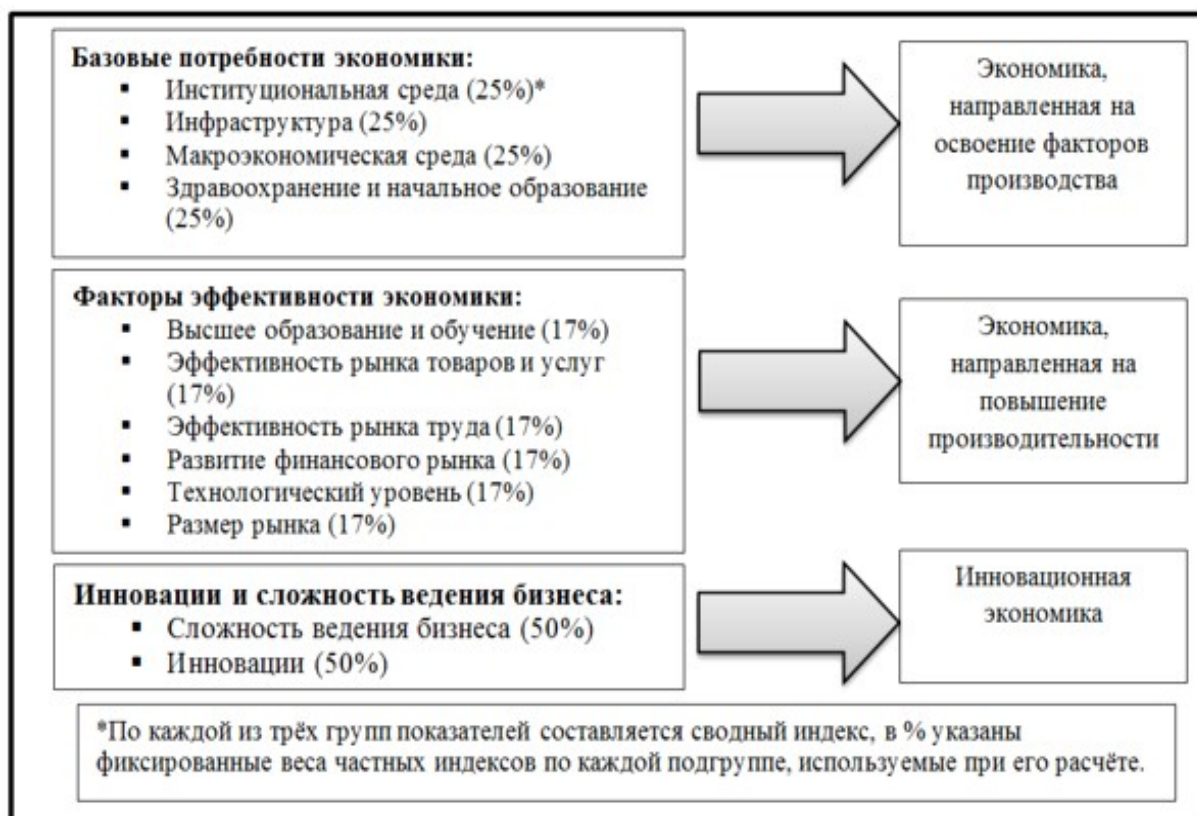 Базовые потребности экономики:
▪ Институциональная среда (25%)*
▪ Инфраструктура (25%)
▪ Макроэкономическая среда (25%)
▪ Здравоохранение и начальное образование
(25%)
Экономика,
направленная на
освоение факторов
производства
Факторы эффективности экономики:
▪ Высшее образование и обучение (17%)
▪ Эффективность рынка товаров и услуг
(17%)
▪ Эффективность рынка труда (17%)
▪ Развитие финансового рынка (17%)
▪ Технологический уровень (17%)
▪ Размер рынка (17%)
Экономика,
направленная на
повышение
производительности
Инновации и сложность ведения бизнеса:
▪ Сложность ведения бизнеса (50%)
▪ Инновации (50%)
Инновационная
экономика
*По каждой из трёх групп показателей составляется сводный индекс, в % указаны
фиксированные веса частных индексов по каждой подгруппе, используемые при его расчёте.